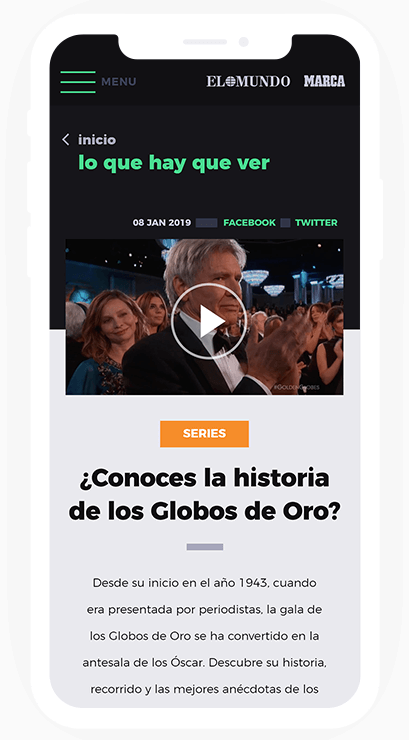 MENU
EL MUNDO
MARCA
inicio
lo que hay que ver
08 JAN 2019 FACEBOOK TWITTER
#GOLDENGLOBES
SERIES
¿Conoces la historia
de los Globos de Oro?
Desde su inicio en el año 1943, cuando
era presentada por periodistas, la gala de
los Globos de Oro se ha convertido en la
antesala de los Óscar. Descubre su historia,
recorrido y las mejores anécdotas de los